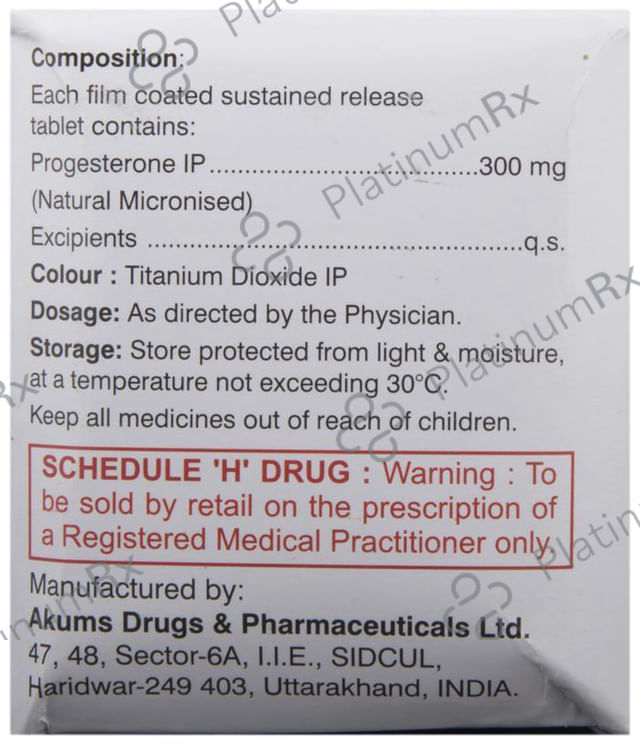 Composition:
Each film coated sustained release
tablet contains:
Progesterone IP..................................300 mg
(Natural Micronised)
Excipients ................................................q.s.
Colour : Titanium Dioxide IP
Dosage: As directed by the Physician.
Storage: Store protected from light & moisture,
at a temperature not exceeding 30°C.
Keep all medicines out of reach of children.
SCHEDULE 'H' DRUG : Warning : To
be sold by retail on the prescription of
a Registered Medical Practitioner only.
Manufactured by:
Akums Drugs & Pharmaceuticals Ltd.
47, 48, Sector-6A, I.I.E., SIDCUL,
Haridwar-249 403, Uttarakhand, INDIA.
PlatinumRx
PlatinumRx